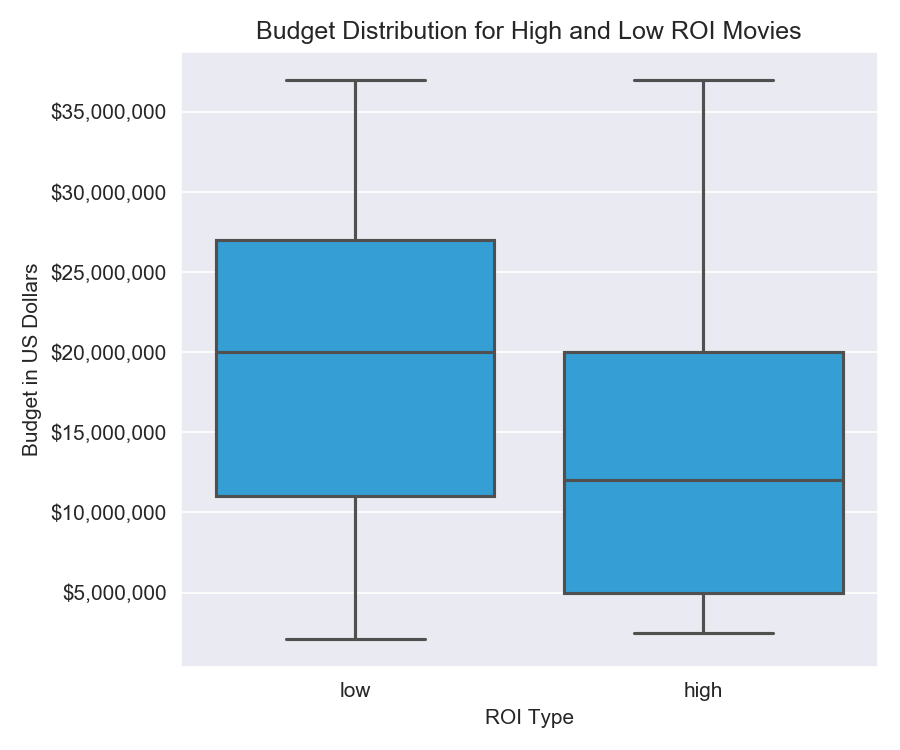 Budget Distribution for High and Low ROI Movies
$35,000,000
$30,000,000
$25,000,000
$20,000,000
$15,000,000
$10,000,000
$5,000,000
Budget in US Dollars
low
high
ROI Type